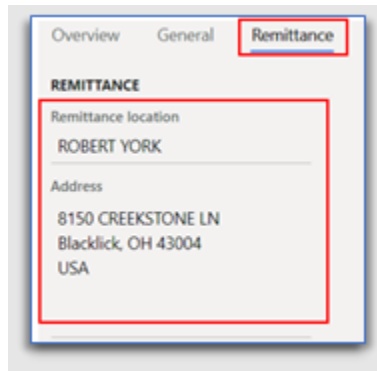 Overview General Remittance
REMITTANCE
Remittance location
ROBERT YORK
Address
8150 CREEKSTONE LN
Blacklick, OH 43004
USA